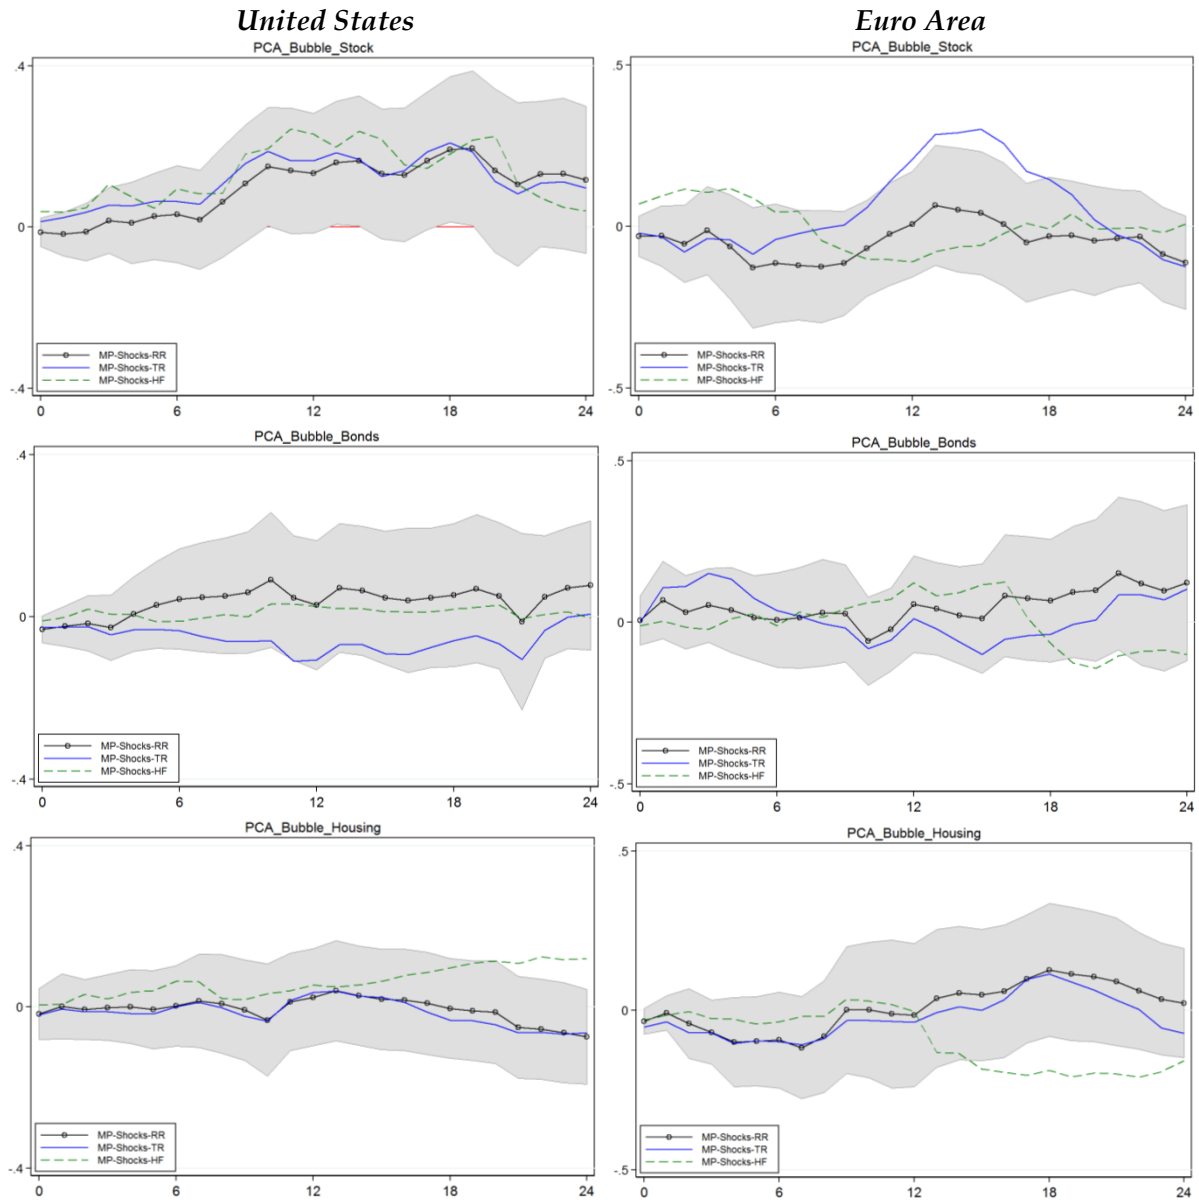 United States
Euro Area
PCA_Bubble_Stock
.4
0
-.4
MP-Shocks-RR
MP-Shocks-TR
MP-Shocks-HF
0 6 12 18 24
PCA_Bubble_Stock
.5
0
-.5
MP-Shocks-RR
MP-Shocks-TR
MP-Shocks-HF
0 6 12 18 24
PCA_Bubble_Bonds
.4
0
-.4
MP-Shocks-RR
MP-Shocks-TR
MP-Shocks-HF
0 6 12 18 24
PCA_Bubble_Bonds
.5
0
-.5
MP-Shocks-RR
MP-Shocks-TR
MP-Shocks-HF
0 6 12 18 24
PCA_Bubble_Housing
.4
0
-.4
MP-Shocks-RR
MP-Shocks-TR
MP-Shocks-HF
0 6 12 18 24
PCA_Bubble_Housing
.5
0
-.5
MP-Shocks-RR
MP-Shocks-TR
MP-Shocks-HF
0 6 12 18 24